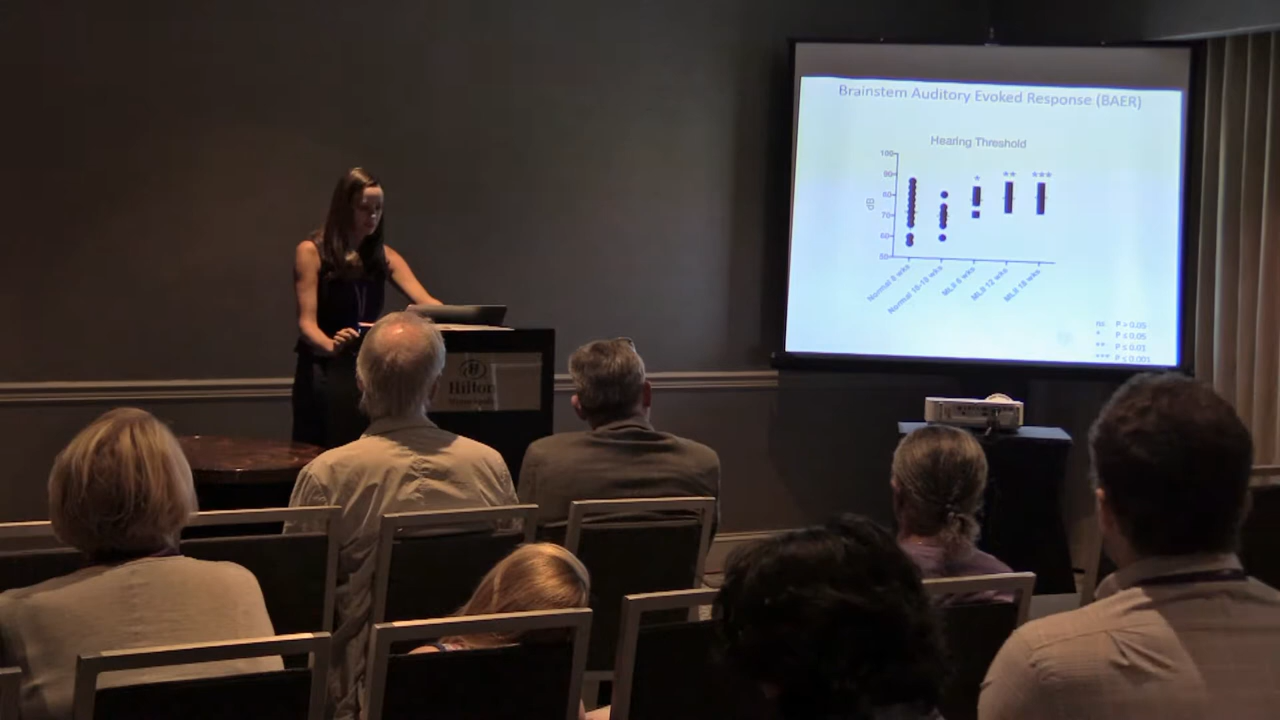 Brainstem Auditory Evoked Response (BAER)
Hearing Threshold
100
90
80
70
60
50
dB
* ** ***
Normal 8 wks
Normal 16-18 wks
MLII 8 wks
MLII 12 wks
MLII 18 wks
ns P > 0.05
* P ≤ 0.05
** P ≤ 0.01
*** P ≤ 0.001
Hilton